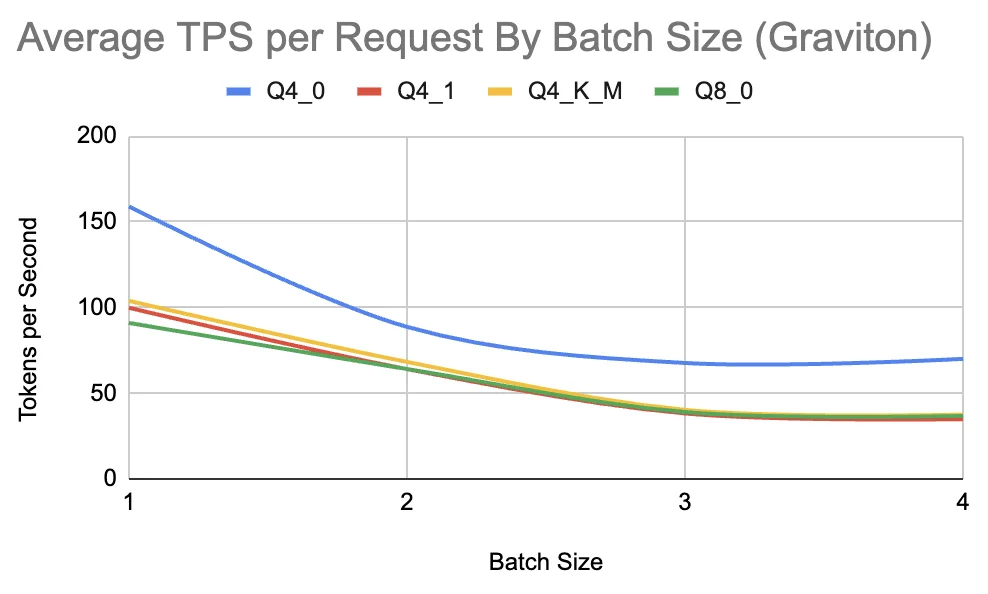 Average TPS per Request By Batch Size (Graviton)
Q4_0 Q4_1 Q4_K_M Q8_0
200
150
100
50
0
Tokens per Second
1 2 3 4
Batch Size